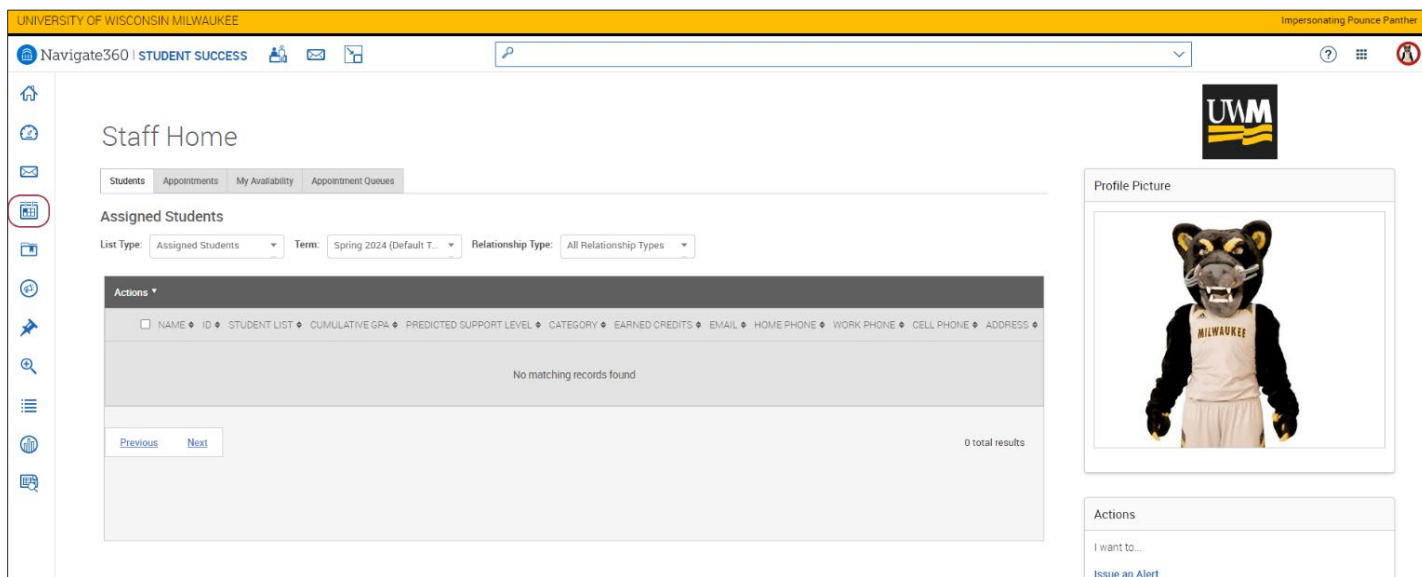 UNIVERSITY OF WISCONSIN MILWAUKEE
Impersonating Pounce Panther
Navigate360 | STUDENT SUCCESS
UWM
Staff Home
Students Appointments My Availability Appointment Queues
Assigned Students
List Type: Assigned Students Term: Spring 2024 (Default T... Relationship Type: All Relationship Types
Actions
NAME ID STUDENT LIST CUMULATIVE GPA PREDICTED SUPPORT LEVEL CATEGORY EARNED CREDITS EMAIL HOME PHONE WORK PHONE CELL PHONE ADDRESS
No matching records found
Previous Next
0 total results
Profile Picture
MILWAUKEE
Actions
I want to...
Issue an Alert